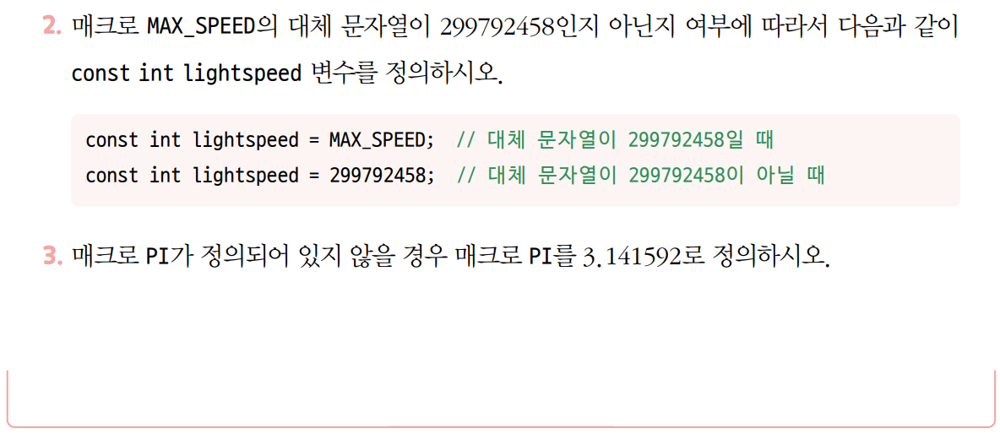 2. 매크로 MAX_SPEED의 대체 문자열이 299792458인지 아닌지 여부에 따라서 다음과 같이
const int lightspeed 변수를 정의하시오.
const int lightspeed = MAX_SPEED;  // 대체 문자열이 299792458일 때
const int lightspeed = 299792458;  // 대체 문자열이 299792458이 아닐 때
3. 매크로 PI가 정의되어 있지 않을 경우 매크로 PI를 3.141592로 정의하시오.